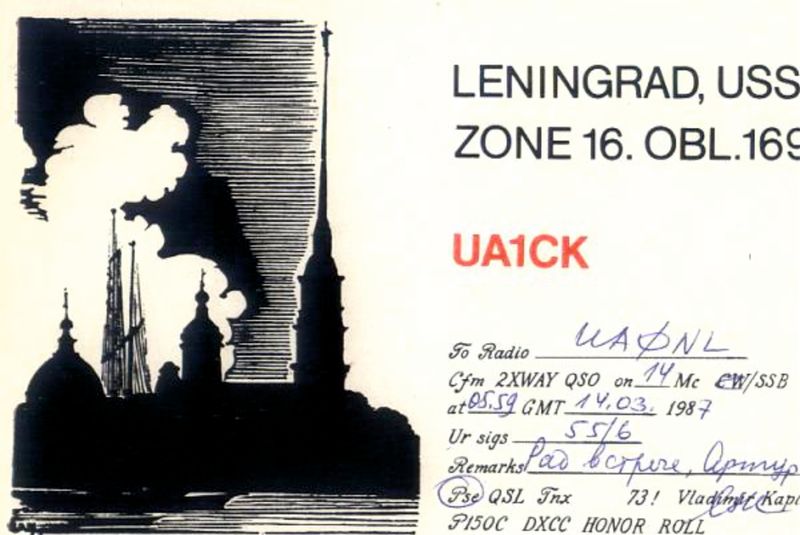 LENINGRAD, USS
ZONE 16. OBL.169
UA1CK
To Radio UAØNL
Cfm 2XWAY QSO on 14 Mc CW/SSB
at 05.59 GMT 14.03. 1987
Ur sigs 55/6
Remarks Рад встрече, Артур
Pse QSL Tnx 73! Vladimir Kapl
P150C DXCC HONOR ROLL